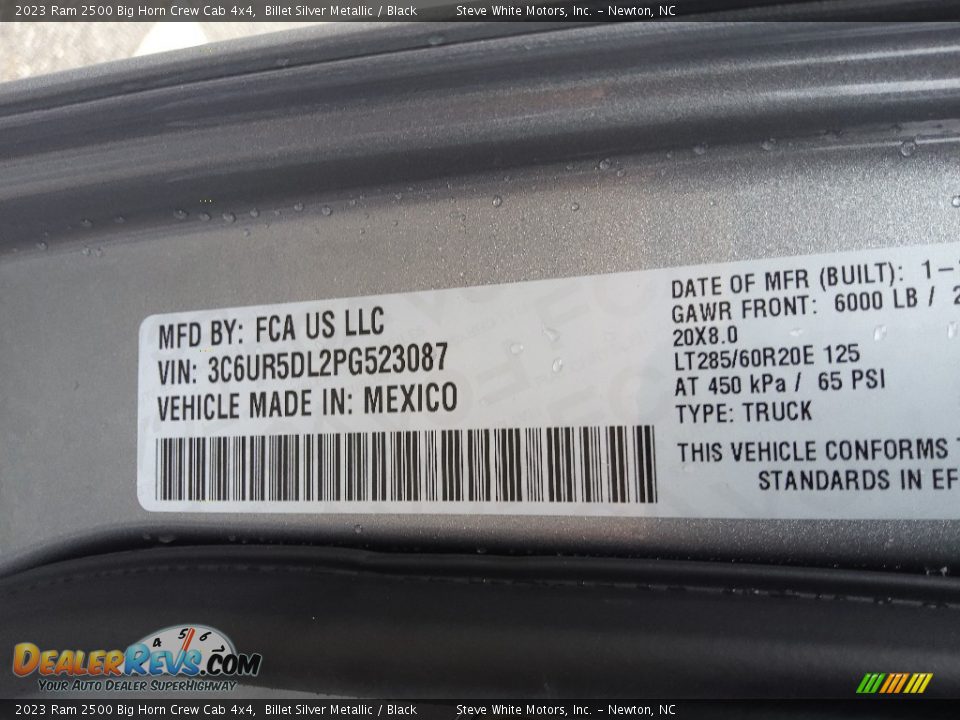 2023 Ram 2500 Big Horn Crew Cab 4x4, Billet Silver Metallic / Black Steve White Motors, Inc. – Newton, NC
MFD BY: FCA US LLC
VIN: 3C6UR5DL2PG523087
VEHICLE MADE IN: MEXICO
DATE OF MFR (BUILT): 1–
GAWR FRONT: 6000 LB / 2
20X8.0
LT285/60R20E 125
AT 450 kPa / 65 PSI
TYPE: TRUCK
THIS VEHICLE CONFORMS
STANDARDS IN EF
4 5 6
DEALERREVS.COM
YOUR AUTO DEALER SUPERHIGHWAY
2023 Ram 2500 Big Horn Crew Cab 4x4, Billet Silver Metallic / Black Steve White Motors, Inc. – Newton, NC